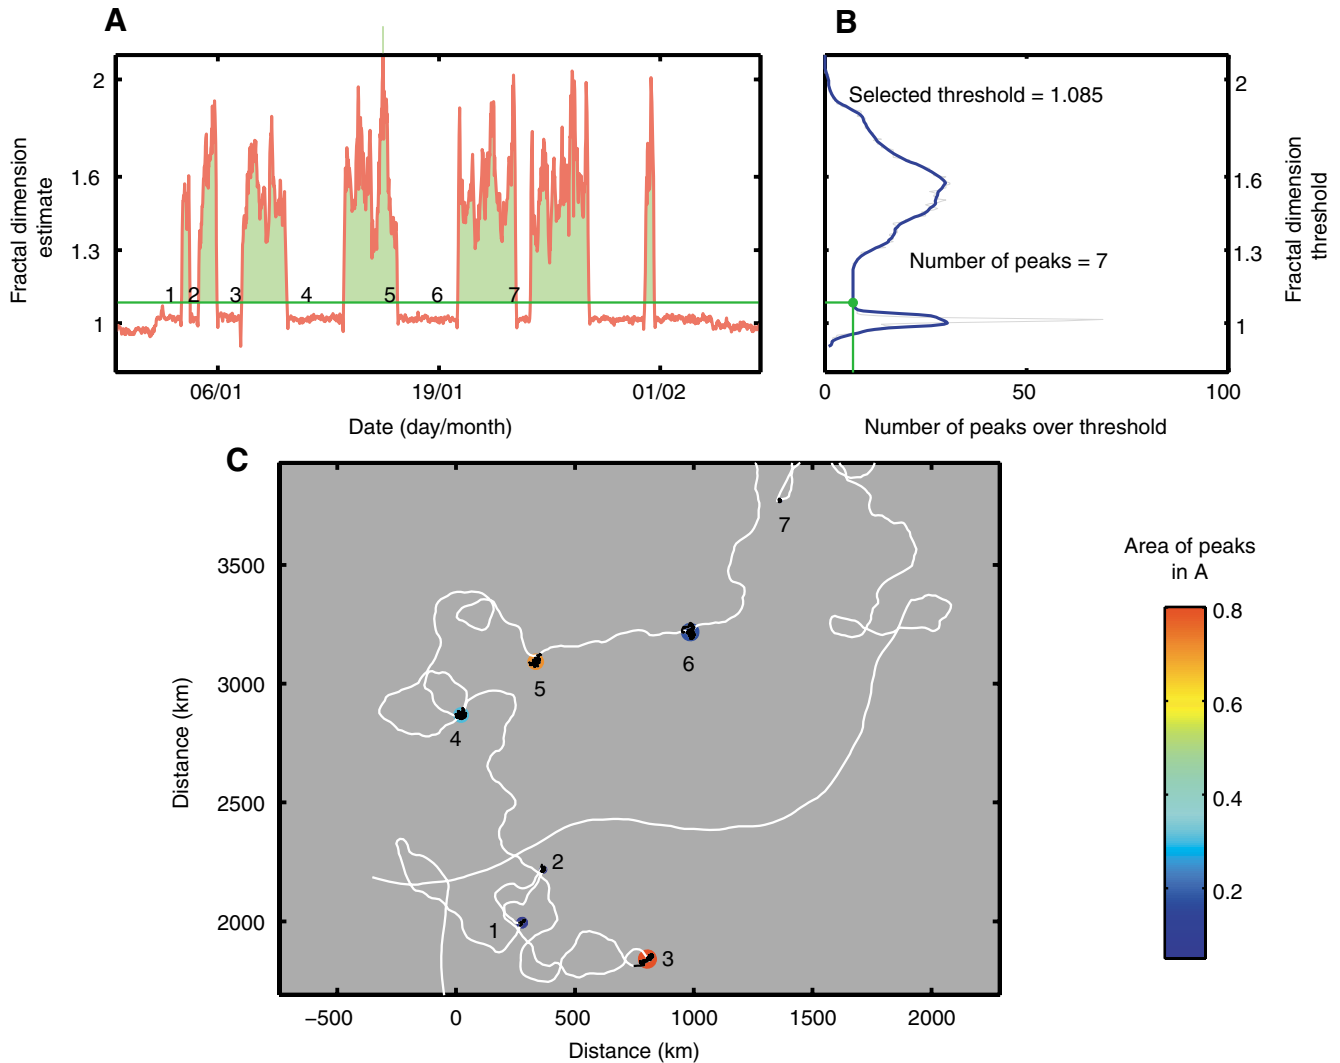 A
2
1.6
1.3
1
Fractal dimension
estimate
1 2 3 4 5 6 7
06/01 19/01 01/02
Date (day/month)
B
Selected threshold = 1.085
Number of peaks = 7
2
1.6
1.3
1
Fractal dimension
threshold
0 50 100
Number of peaks over threshold
C
3500
3000
2500
2000
Distance (km)
7
6
5
4
2
1
3
−500 0 500 1000 1500 2000
Distance (km)
Area of peaks
in A
0.8
0.6
0.4
0.2